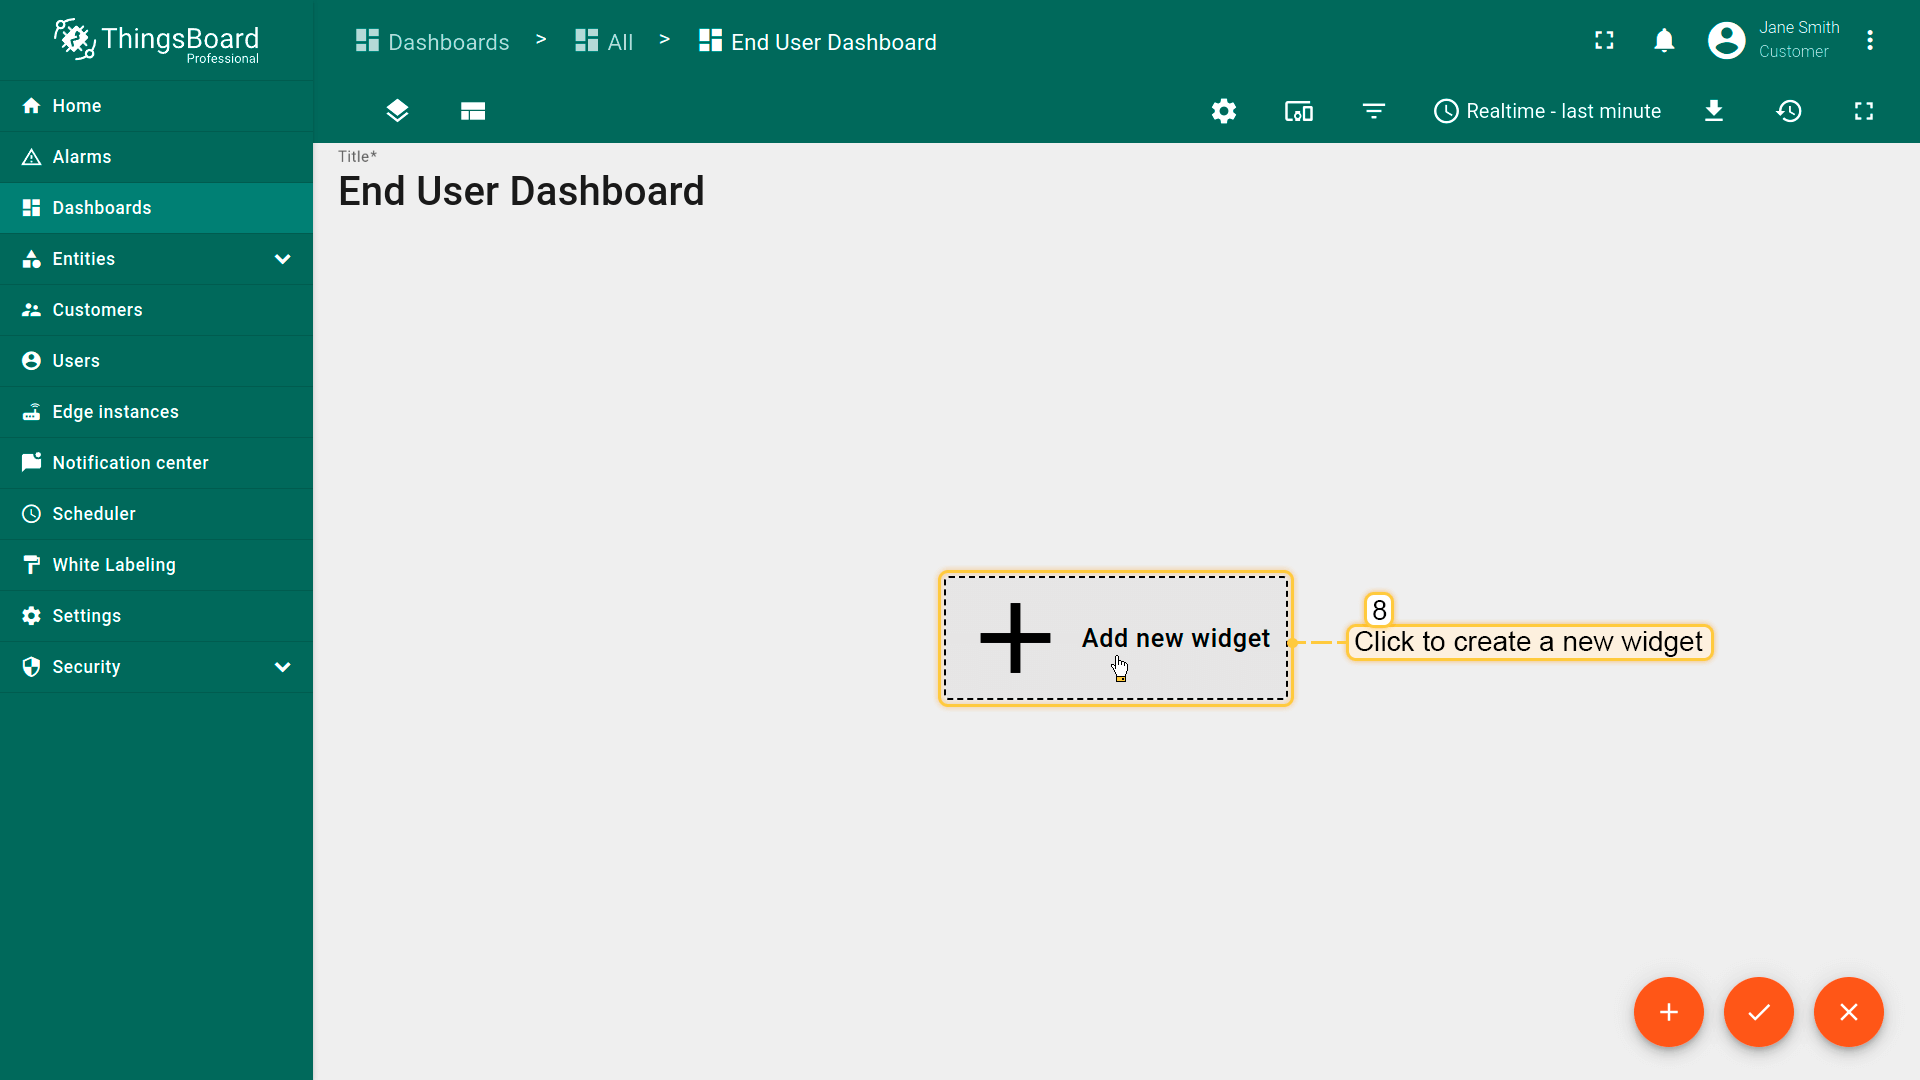 ThingsBoard
Professional
Dashboards > All > End User Dashboard
Jane Smith
Customer
Realtime - last minute
Home
Alarms
Dashboards
Entities
Customers
Users
Edge instances
Notification center
Scheduler
White Labeling
Settings
Security
Title*
End User Dashboard
Add new widget
8
Click to create a new widget